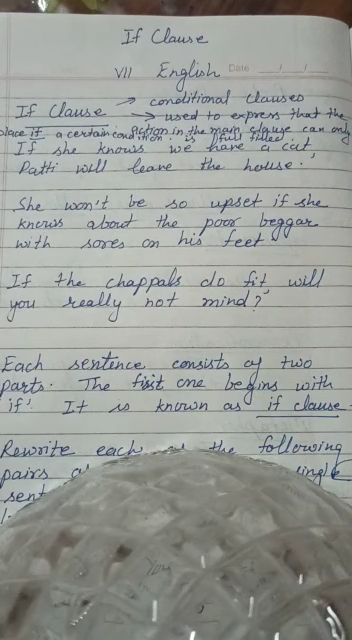 If Clause
VII English Date
If Clause → conditional clauses
→ used to express that the
action in the main clause can only
place if a certain condition is fulfilled
If she knows we have a cat
Patti will leave the house.
She won't be so upset if she
knows about the poor beggar
with sores on his feet
If the chappals do fit, will
you really not mind?
Each sentence consists of two
parts. The first one begins with
if. It is known as if clause.
Rewrite each the following
pairs single
sent